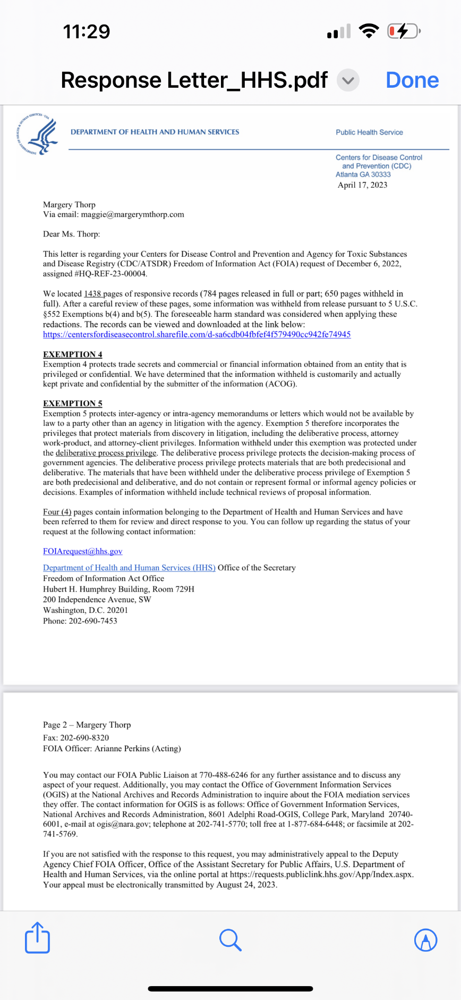 11:29
Response Letter_HHS.pdf
Done
DEPARTMENT OF HEALTH & HUMAN SERVICES · USA
DEPARTMENT OF HEALTH AND HUMAN SERVICES
Public Health Service
Centers for Disease Control
and Prevention (CDC)
Atlanta GA 30333
April 17, 2023
Margery Thorp
Via email: maggie@margerymthorp.com
Dear Ms. Thorp:
This letter is regarding your Centers for Disease Control and Prevention and Agency for Toxic Substances
and Disease Registry (CDC/ATSDR) Freedom of Information Act (FOIA) request of December 6, 2022,
assigned #HQ-REF-23-00004.
We located 1438 pages of responsive records (784 pages released in full or part; 650 pages withheld in
full). After a careful review of these pages, some information was withheld from release pursuant to 5 U.S.C.
§552 Exemptions b(4) and b(5). The foreseeable harm standard was considered when applying these
redactions. The records can be viewed and downloaded at the link below:
https://centersfordiseasecontrol.sharefile.com/d-sa6cdb04fbfef4f579490cc942fe74945
EXEMPTION 4
Exemption 4 protects trade secrets and commercial or financial information obtained from an entity that is
privileged or confidential. We have determined that the information withheld is customarily and actually
kept private and confidential by the submitter of the information (ACOG).
EXEMPTION 5
Exemption 5 protects inter-agency or intra-agency memorandums or letters which would not be available by
law to a party other than an agency in litigation with the agency. Exemption 5 therefore incorporates the
privileges that protect materials from discovery in litigation, including the deliberative process, attorney
work-product, and attorney-client privileges. Information withheld under this exemption was protected under
the deliberative process privilege. The deliberative process privilege protects the decision-making process of
government agencies. The deliberative process privilege protects materials that are both predecisional and
deliberative. The materials that have been withheld under the deliberative process privilege of Exemption 5
are both predecisional and deliberative, and do not contain or represent formal or informal agency policies or
decisions. Examples of information withheld include technical reviews of proposal information.
Four (4) pages contain information belonging to the Department of Health and Human Services and have
been referred to them for review and direct response to you. You can follow up regarding the status of your
request at the following contact information:
FOIArequest@hhs.gov
Department of Health and Human Services (HHS) Office of the Secretary
Freedom of Information Act Office
Hubert H. Humphrey Building, Room 729H
200 Independence Avenue, SW
Washington, D.C. 20201
Phone: 202-690-7453
Page 2 – Margery Thorp
Fax: 202-690-8320
FOIA Officer: Arianne Perkins (Acting)
You may contact our FOIA Public Liaison at 770-488-6246 for any further assistance and to discuss any
aspect of your request. Additionally, you may contact the Office of Government Information Services
(OGIS) at the National Archives and Records Administration to inquire about the FOIA mediation services
they offer. The contact information for OGIS is as follows: Office of Government Information Services,
National Archives and Records Administration, 8601 Adelphi Road-OGIS, College Park, Maryland  20740-
6001, e-mail at ogis@nara.gov; telephone at 202-741-5770; toll free at 1-877-684-6448; or facsimile at 202-
741-5769.
If you are not satisfied with the response to this request, you may administratively appeal to the Deputy
Agency Chief FOIA Officer, Office of the Assistant Secretary for Public Affairs, U.S. Department of
Health and Human Services, via the online portal at https://requests.publiclink.hhs.gov/App/Index.aspx.
Your appeal must be electronically transmitted by August 24, 2023.